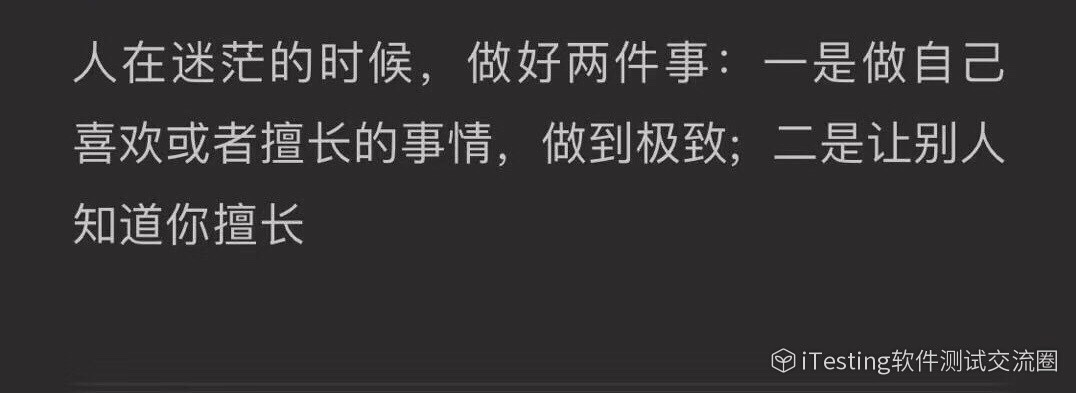 人在迷茫的时候，做好两件事：一是做自己
喜欢或者擅长的事情，做到极致；二是让别人
知道你擅长
iTesting软件测试交流圈